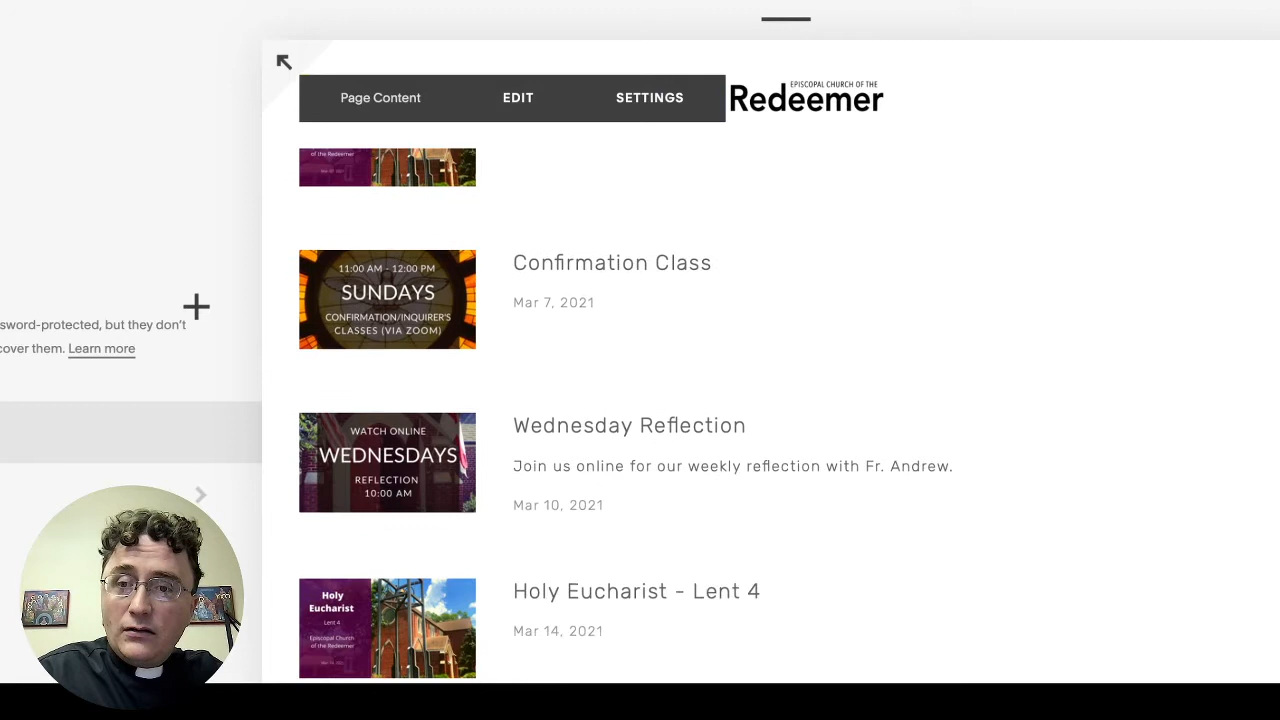 Page Content
EDIT
SETTINGS
EPISCOPAL CHURCH OF THE
Redeemer
of the Redeemer
11:00 AM - 12:00 PM
SUNDAYS
CONFIRMATION/INQUIRER'S
CLASSES (VIA ZOOM)
Confirmation Class
Mar 7, 2021
sword-protected, but they don't
cover them. Learn more
WATCH ONLINE
WEDNESDAYS
REFLECTION
10:00 AM
Wednesday Reflection
Join us online for our weekly reflection with Fr. Andrew.
Mar 10, 2021
Holy
Eucharist
Lent 4
Episcopal Church
of the Redeemer
Holy Eucharist - Lent 4
Mar 14, 2021